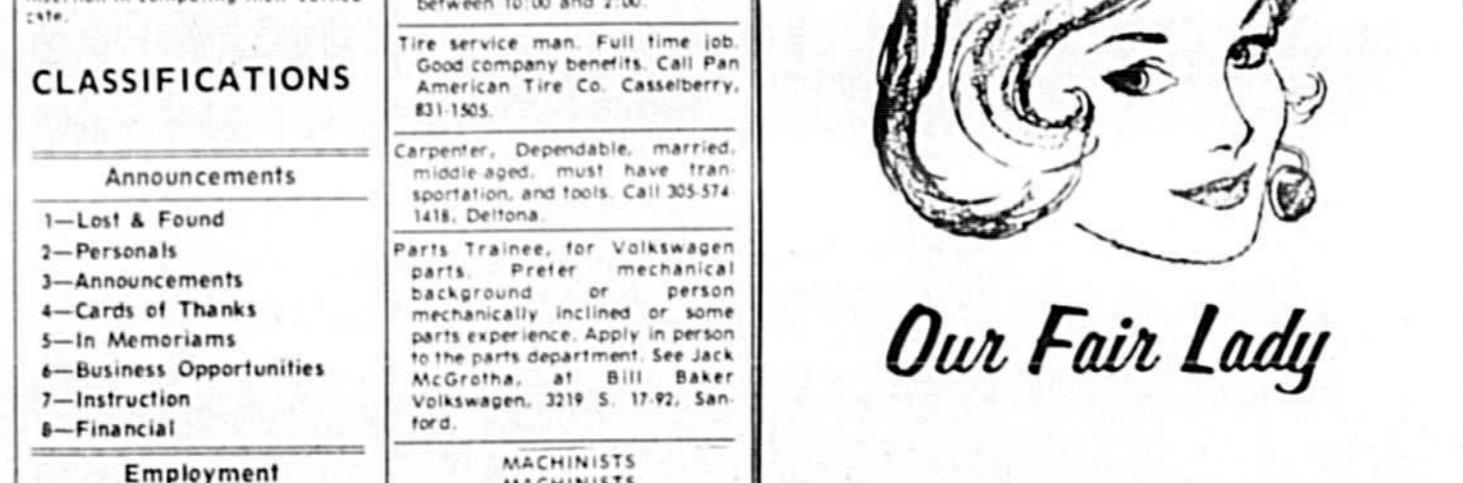 rate.
CLASSIFICATIONS
Announcements
1—Lost & Found
2—Personals
3—Announcements
4—Cards of Thanks
5—In Memoriams
6—Business Opportunities
7—Instruction
8—Financial
Employment
between 10:00 and 2:00.
Tire service man. Full time job.
Good company benefits. Call Pan
American Tire Co. Casselberry,
831-1505.
Carpenter, Dependable, married,
middle-aged, must have tran-
sportation, and tools. Call 305-574-
1418, Deltona.
Parts Trainee, for Volkswagen
parts. Prefer mechanical
background or person
mechanically inclined or some
parts experience. Apply in person
to the parts department. See Jack
McGrotha, at Bill Baker
Volkswagen, 3219 S. 17-92, San-
ford.
MACHINISTS
MACHINISTS
Our Fair Lady